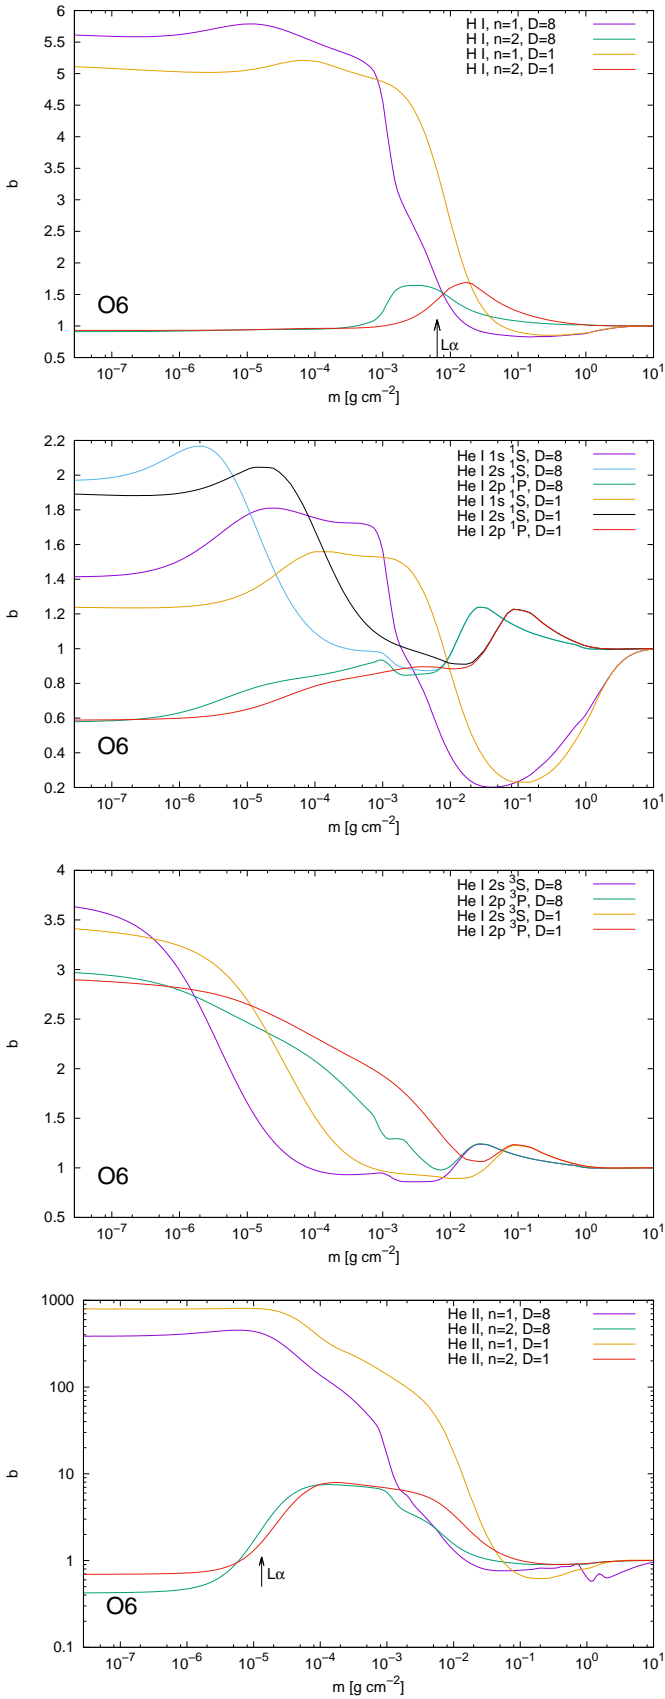 6
5.5
5
4.5
4
3.5
3
2.5
2
1.5
1
0.5
b
H I, n=1, D=8
H I, n=2, D=8
H I, n=1, D=1
H I, n=2, D=1
O6
Lα
10⁻⁷ 10⁻⁶ 10⁻⁵ 10⁻⁴ 10⁻³ 10⁻² 10⁻¹ 10⁰ 10¹
m [g cm⁻²]
2.2
2
1.8
1.6
1.4
1.2
1
0.8
0.6
0.4
0.2
b
He I 1s ¹S, D=8
He I 2s ¹S, D=8
He I 2p ¹P, D=8
He I 1s ¹S, D=1
He I 2s ¹S, D=1
He I 2p ¹P, D=1
O6
10⁻⁷ 10⁻⁶ 10⁻⁵ 10⁻⁴ 10⁻³ 10⁻² 10⁻¹ 10⁰ 10¹
m [g cm⁻²]
4
3.5
3
2.5
2
1.5
1
0.5
b
He I 2s ³S, D=8
He I 2p ³P, D=8
He I 2s ³S, D=1
He I 2p ³P, D=1
O6
10⁻⁷ 10⁻⁶ 10⁻⁵ 10⁻⁴ 10⁻³ 10⁻² 10⁻¹ 10⁰ 10¹
m [g cm⁻²]
1000
100
10
1
0.1
b
He II, n=1, D=8
He II, n=2, D=8
He II, n=1, D=1
He II, n=2, D=1
Lα
O6
10⁻⁷ 10⁻⁶ 10⁻⁵ 10⁻⁴ 10⁻³ 10⁻² 10⁻¹ 10⁰ 10¹
m [g cm⁻²]